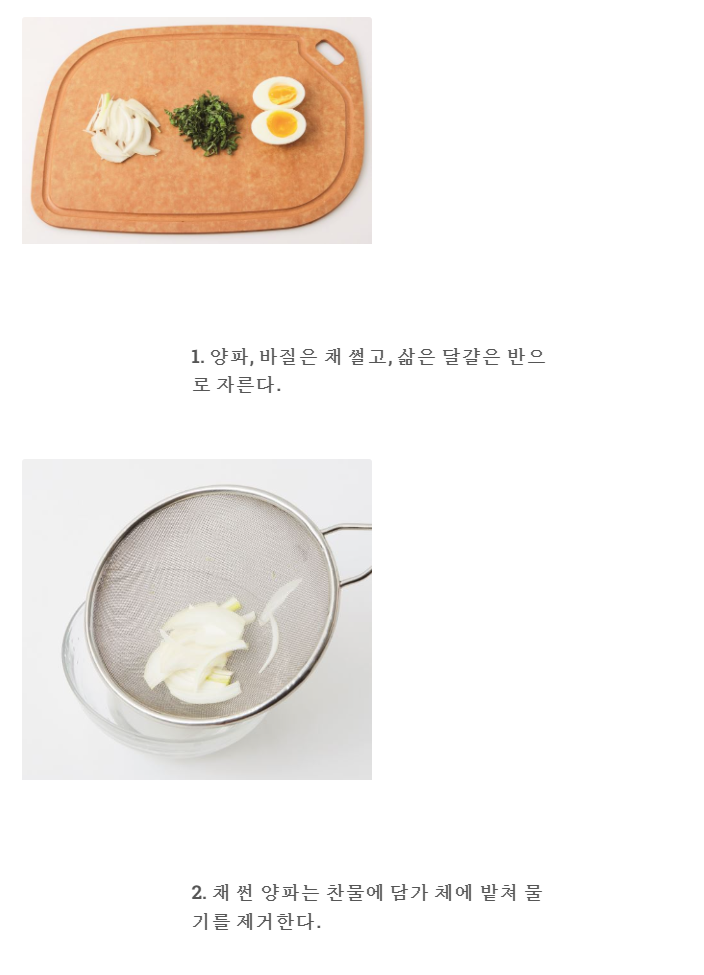 1. 양파, 바질은 채 썰고, 삶은 달걀은 반으
로 자른다.
2. 채 썬 양파는 찬물에 담가 체에 밭쳐 물
기를 제거한다.